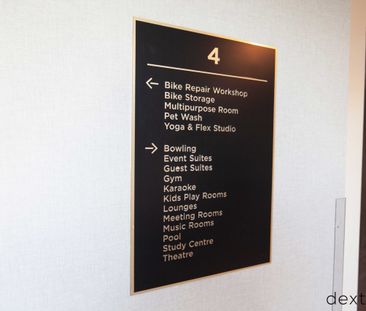 4
← Bike Repair Workshop
Bike Storage
Multipurpose Room
Pet Wash
Yoga & Flex Studio
→ Bowling
Event Suites
Guest Suites
Gym
Karaoke
Kids Play Rooms
Lounges
Meeting Rooms
Music Rooms
Pool
Study Centre
Theatre
dext